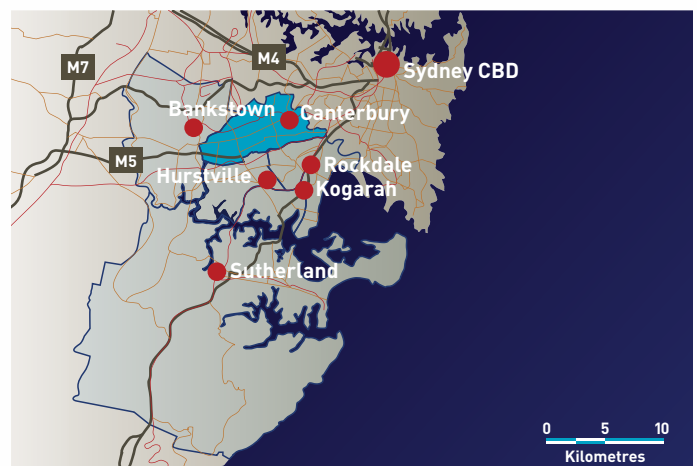 M4
M7
Sydney CBD
Bankstown
Canterbury
M5
Rockdale
Hurstville
Kogarah
Sutherland
0 5 10
Kilometres